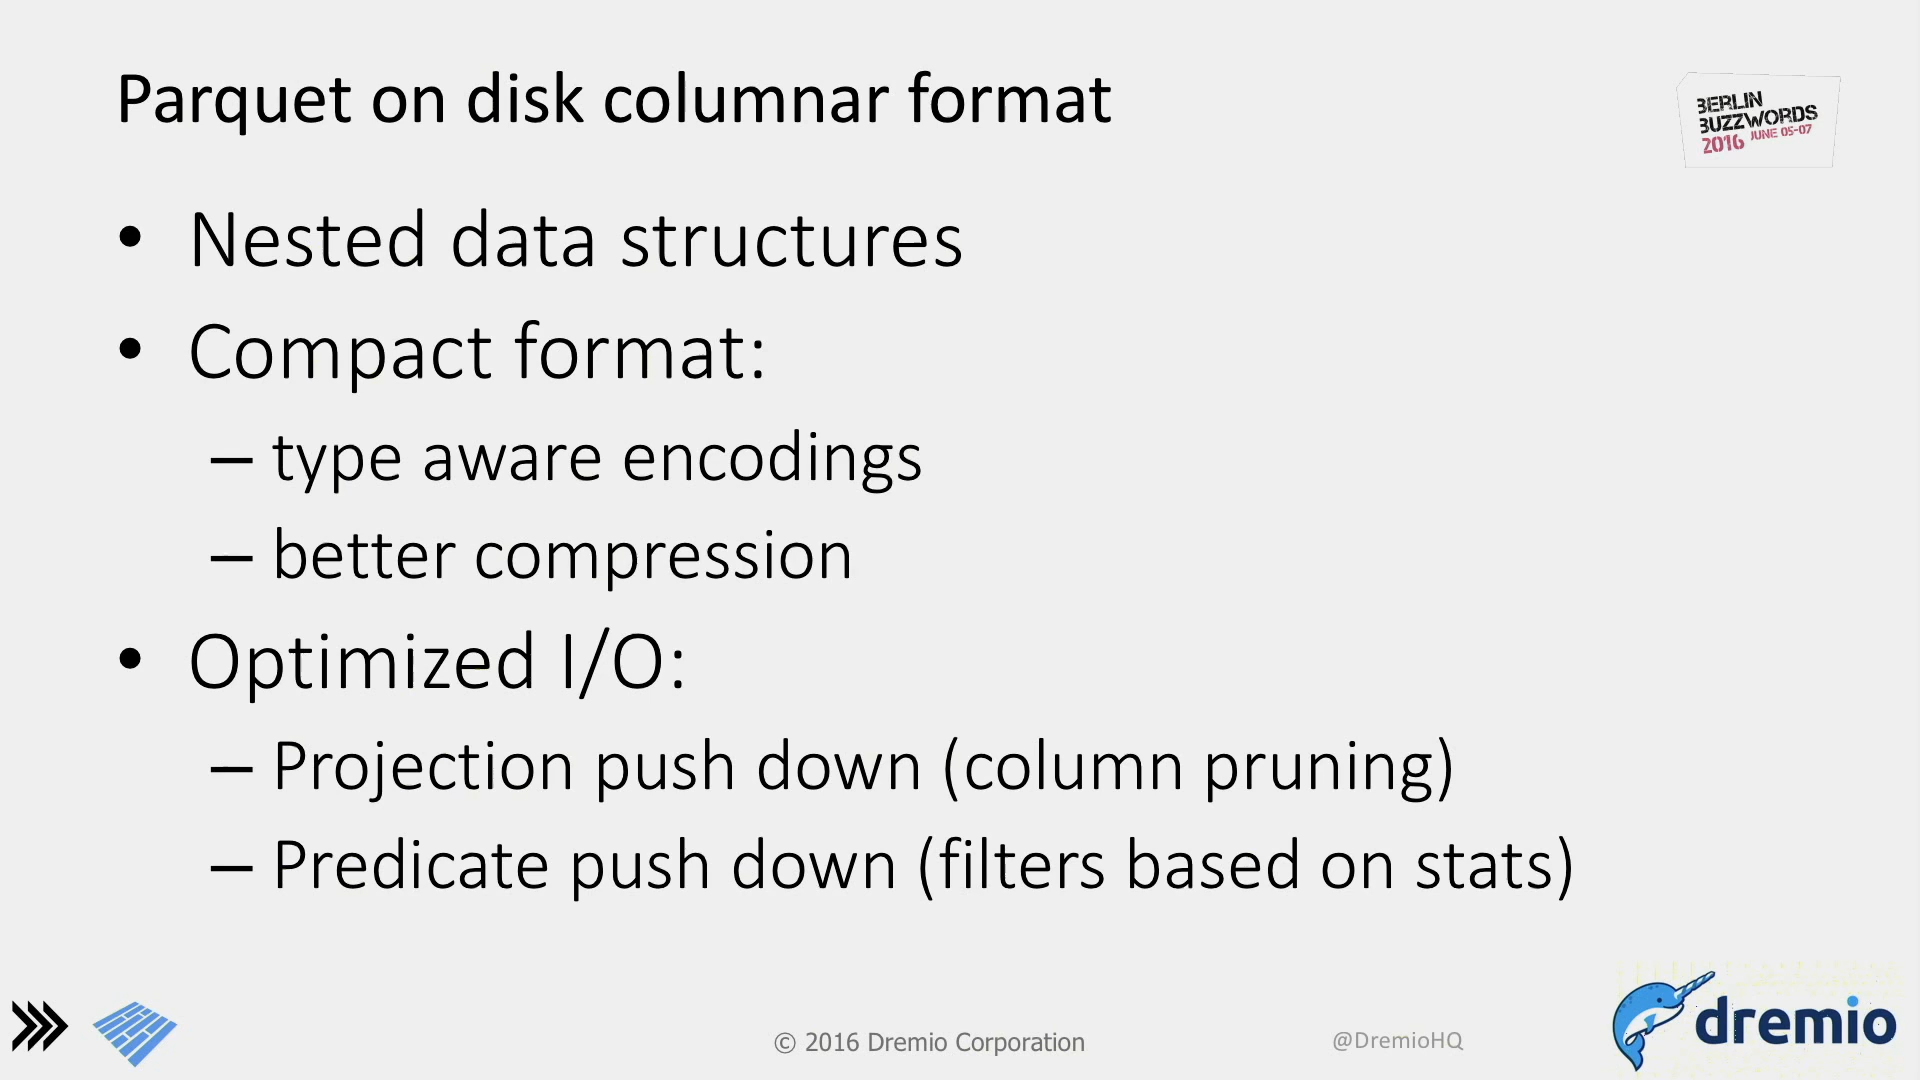 Parquet on disk columnar format
BERLIN
BUZZWORDS
2016 JUNE 05-07
• Nested data structures
• Compact format:
– type aware encodings
– better compression
• Optimized I/O:
– Projection push down (column pruning)
– Predicate push down (filters based on stats)
© 2016 Dremio Corporation
@DremioHQ
dremio